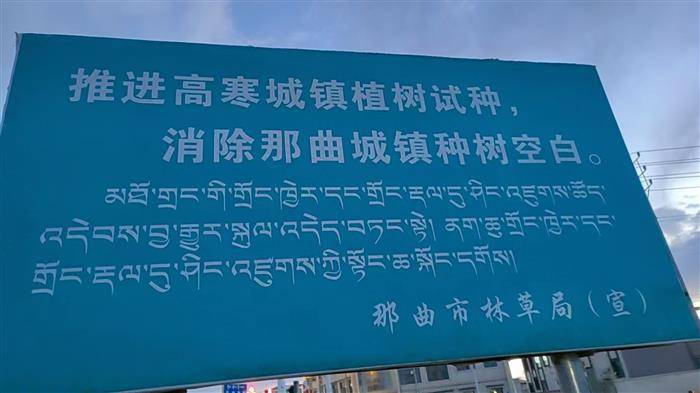 推进高寒城镇植树试种，
消除那曲城镇种树空白。
མཐོ་གྲང་གི་གྲོང་ཁྱེར་དང་གྲོང་རྡལ་དུ་ཤིང་འཛུགས་ཚོད་
འདེབས་བྱ་རྒྱུར་སྐུལ་འདེད་བཏང་སྟེ། ནག་ཆུ་གྲོང་ཁྱེར་དང་
གྲོང་རྡལ་དུ་ཤིང་འཛུགས་ཀྱི་སྟོང་ཆ་སྐོང་དགོས།
那曲市林草局（宣）